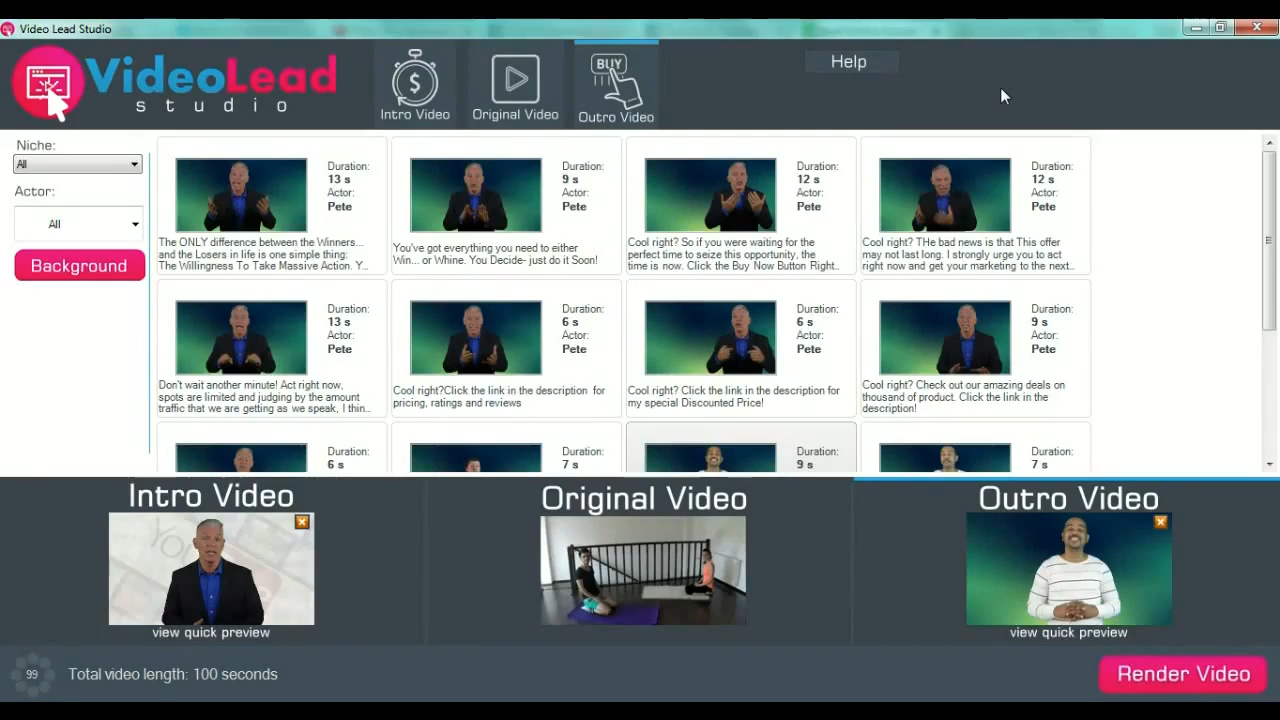 Video Lead Studio
VideoLead
studio
Intro Video
Original Video
BUY
Outro Video
Help
Niche:
All
Actor:
All
Background
Duration:
13 s
Actor:
Pete
The ONLY difference between the Winners...
and the Losers in life is one simple thing:
The Willingness To Take Massive Action. Y...
Duration:
9 s
Actor:
Pete
You've got everything you need to either
Win... or Whine. You Decide- just do it Soon!
Duration:
12 s
Actor:
Pete
Cool right? So if you were waiting for the
perfect time to seize this opportunity, the
time is now. Click the Buy Now Button Right...
Duration:
12 s
Actor:
Pete
Cool right? THe bad news is that This offer
may not last long. I strongly urge you to act
right now and get your marketing to the next...
Duration:
13 s
Actor:
Pete
Don't wait another minute! Act right now,
spots are limited and judging by the amount
traffic that we are getting as we speak, I thin...
Duration:
6 s
Actor:
Pete
Cool right?Click the link in the description for
pricing, ratings and reviews
Duration:
6 s
Actor:
Pete
Cool right? Click the link in the description for
my special Discounted Price!
Duration:
9 s
Actor:
Pete
Cool right? Check out our amazing deals on
thousand of product. Click the link in the
description!
Duration:
6 s
Duration:
7 s
Duration:
9 s
Duration:
7 s
Intro Video
view quick preview
Original Video
Outro Video
view quick preview
99
Total video length: 100 seconds
Render Video